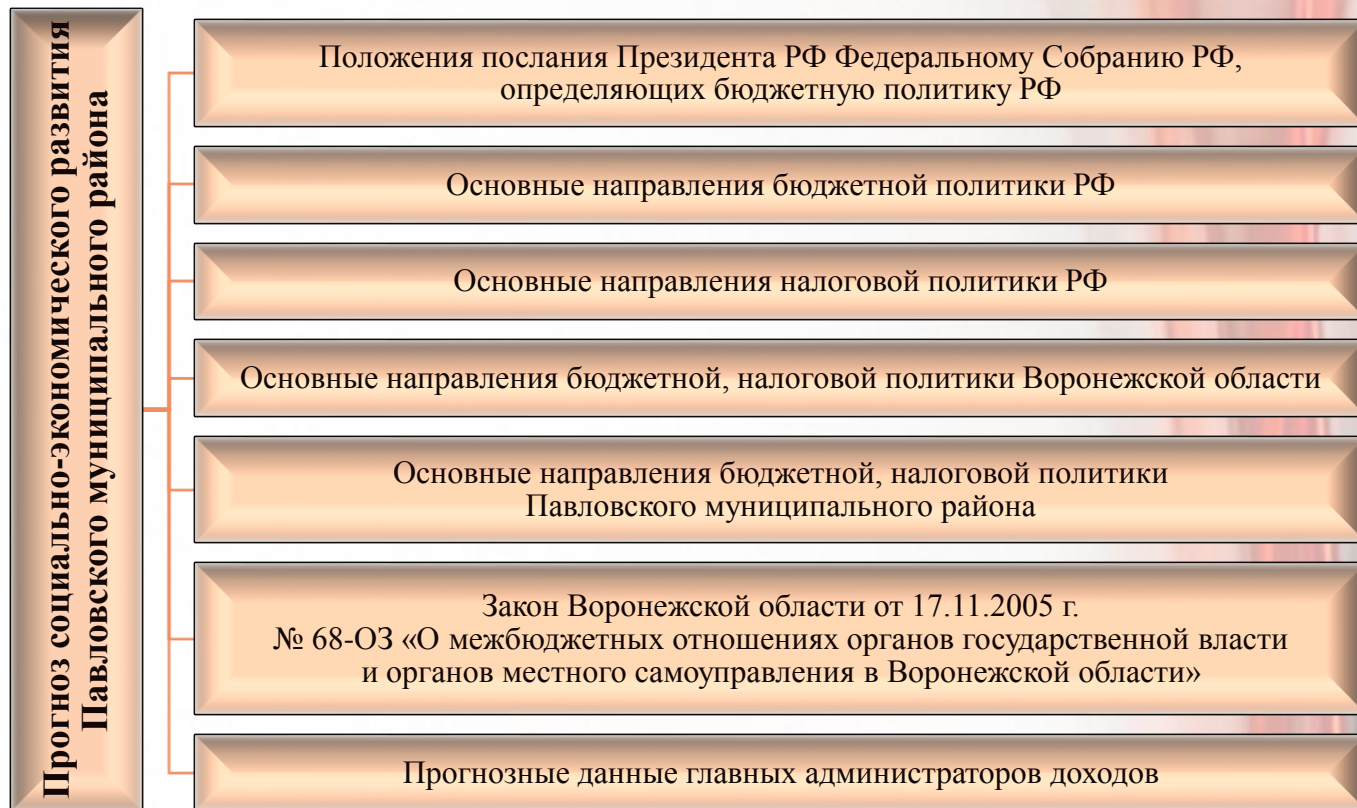 Прогноз социально-экономического развития
Павловского муниципального района
Положения послания Президента РФ Федеральному Собранию РФ,
определяющих бюджетную политику РФ
Основные направления бюджетной политики РФ
Основные направления налоговой политики РФ
Основные направления бюджетной, налоговой политики Воронежской области
Основные направления бюджетной, налоговой политики
Павловского муниципального района
Закон Воронежской области от 17.11.2005 г.
№ 68-ОЗ «О межбюджетных отношениях органов государственной власти
и органов местного самоуправления в Воронежской области»
Прогнозные данные главных администраторов доходов